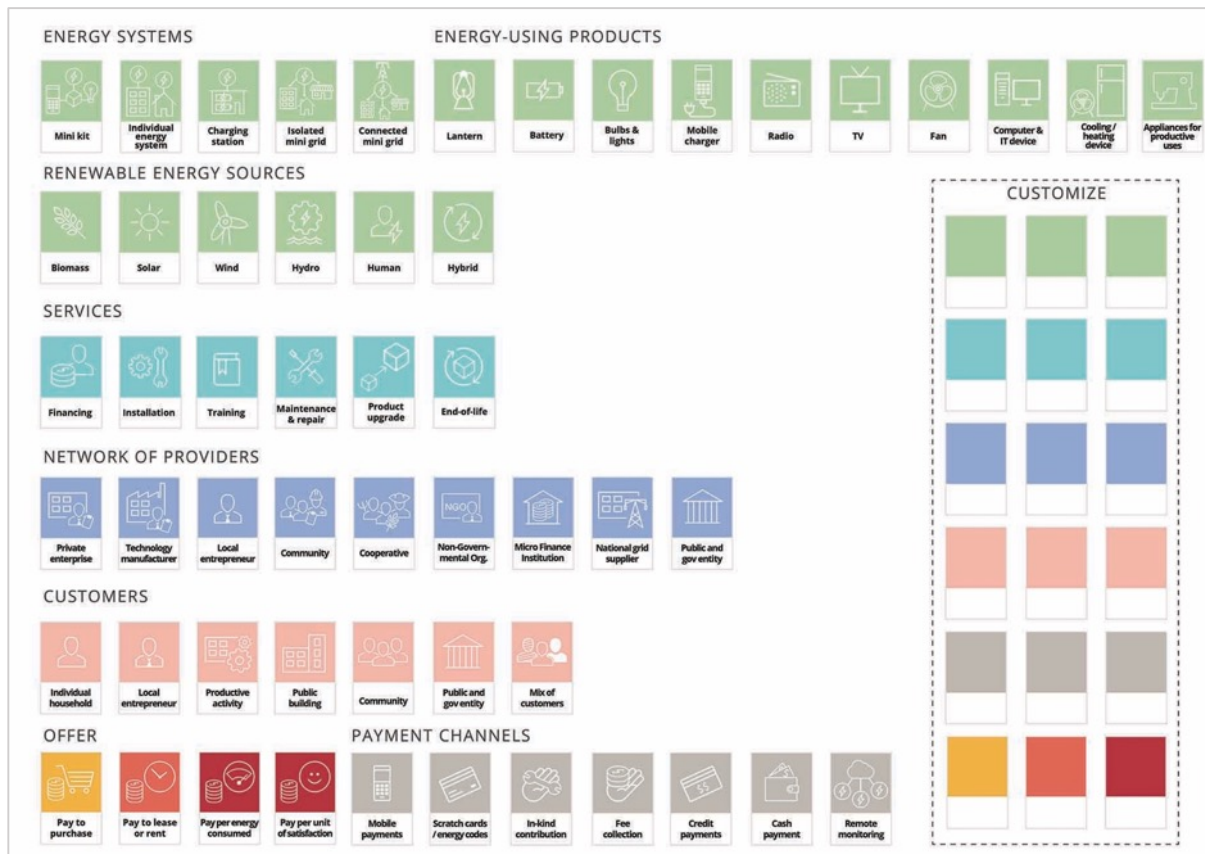 ENERGY SYSTEMS
Mini kit
Individual
energy
system
Charging
station
Isolated
mini grid
Connected
mini grid
ENERGY-USING PRODUCTS
Lantern
Battery
Bulbs &
lights
Mobile
charger
Radio
TV
Fan
Computer &
IT device
Cooling /
heating
device
Appliances for
productive
uses
RENEWABLE ENERGY SOURCES
Biomass
Solar
Wind
Hydro
Human
Hybrid
CUSTOMIZE
SERVICES
Financing
Installation
Training
Maintenance
& repair
Product
upgrade
End-of-life
NETWORK OF PROVIDERS
Private
enterprise
Technology
manufacturer
Local
entrepreneur
Community
Cooperative
NGO
Non-Govern-
mental Org.
Micro Finance
Institution
National grid
supplier
Public and
gov entity
CUSTOMERS
Individual
household
Local
entrepreneur
Productive
activity
Public
building
Community
Public and
gov entity
Mix of
customers
OFFER
Pay to
purchase
Pay to lease
or rent
Pay per energy
consumed
Pay per unit
of satisfaction
PAYMENT CHANNELS
Mobile
payments
Scratch cards
/ energy codes
In-kind
contribution
Fee
collection
$$
Credit
payments
Cash
payment
Remote
monitoring